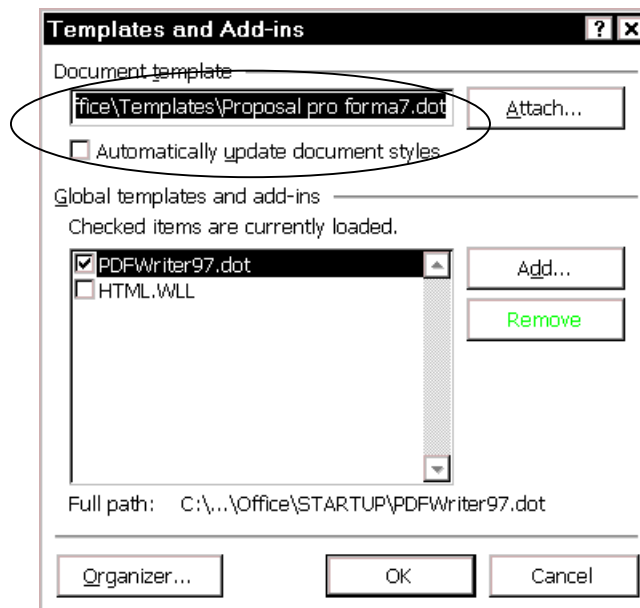 Templates and Add-ins
Document template
ffice\Templates\Proposal pro forma7.dot
Attach...
Automatically update document styles
Global templates and add-ins
Checked items are currently loaded.
PDFWriter97.dot
HTML.WLL
Add...
Remove
Full path: C:\...\Office\STARTUP\PDFWriter97.dot
Organizer...
OK
Cancel